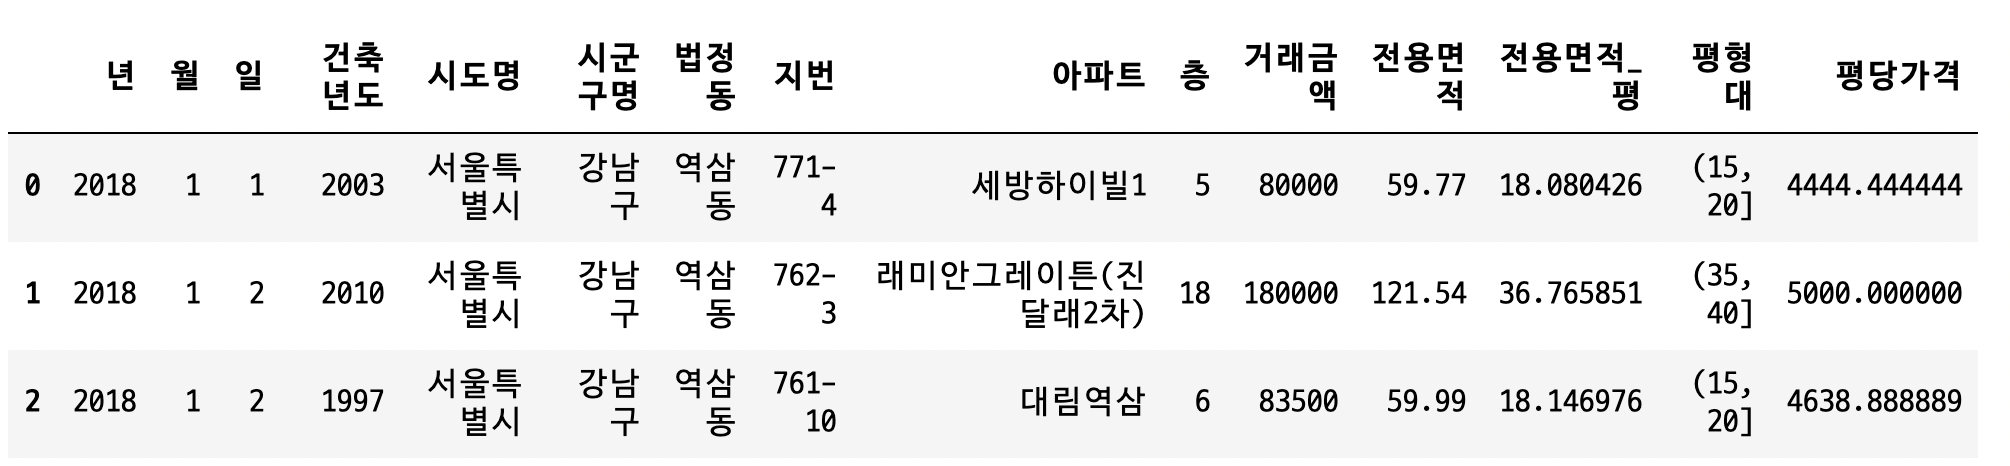 년 월 일 건축 년도 시도명 시군 구명 법정 동 지번 아파트 층 거래금 액 전용면 적 전용면적_ 평 평형 대 평당가격
0 2018 1 1 2003 서울특 별시 강남 구 역삼 동 771- 4 세방하이빌1 5 80000 59.77 18.080426 (15, 20] 4444.444444
1 2018 1 2 2010 서울특 별시 강남 구 역삼 동 762- 3 래미안그레이튼(진 달래2차) 18 180000 121.54 36.765851 (35, 40] 5000.000000
2 2018 1 2 1997 서울특 별시 강남 구 역삼 동 761- 10 대림역삼 6 83500 59.99 18.146976 (15, 20] 4638.888889